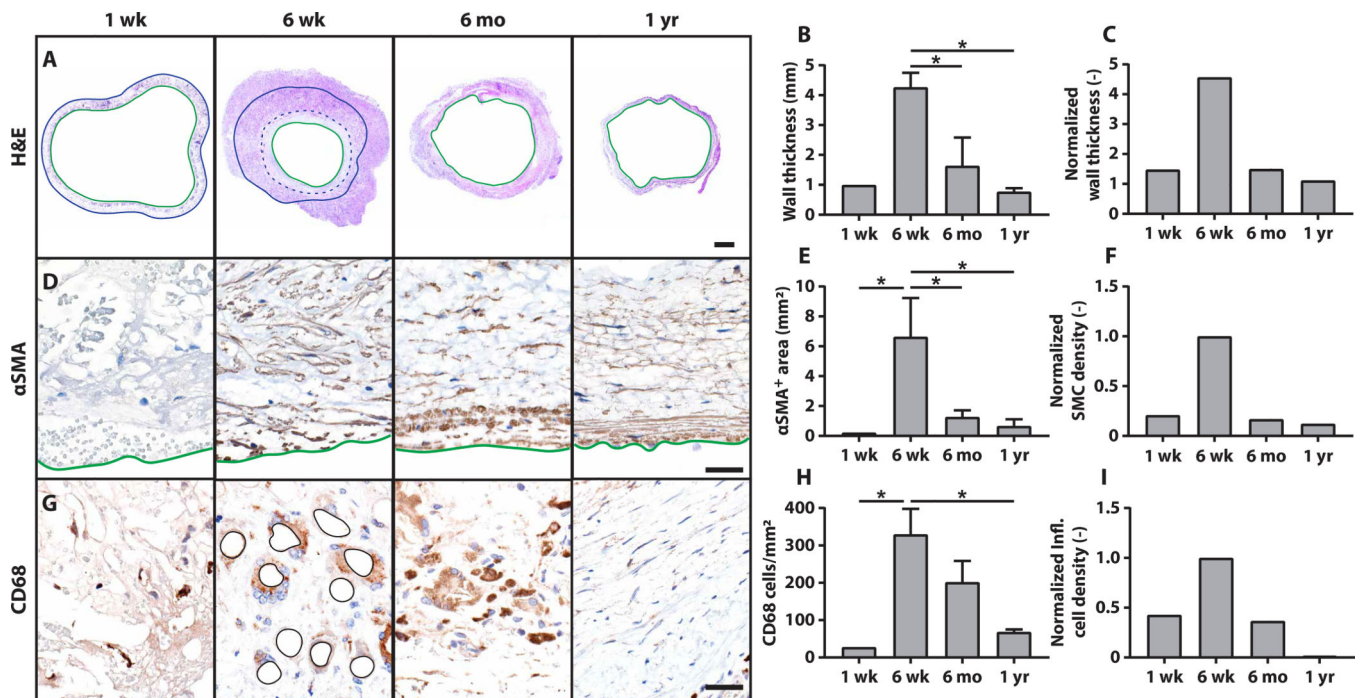 1 wk 6 wk 6 mo 1 yr
A
H&E
D
αSMA
G
CD68
B
Wall thickness (mm)
5
4
3
2
1
0
* *
1 wk 6 wk 6 mo 1 yr
C
Normalized
wall thickness (-)
5
4
3
2
1
0
1 wk 6 wk 6 mo 1 yr
E
αSMA⁺ area (mm²)
10
8
6
4
2
0
* * *
1 wk 6 wk 6 mo 1 yr
F
Normalized
SMC density (-)
1.5
1.0
0.5
0
1 wk 6 wk 6 mo 1 yr
H
CD68 cells/mm²
400
300
200
100
0
* *
1 wk 6 wk 6 mo 1 yr
I
Normalized Infl.
cell density (-)
1.5
1.0
0.5
0
1 wk 6 wk 6 mo 1 yr